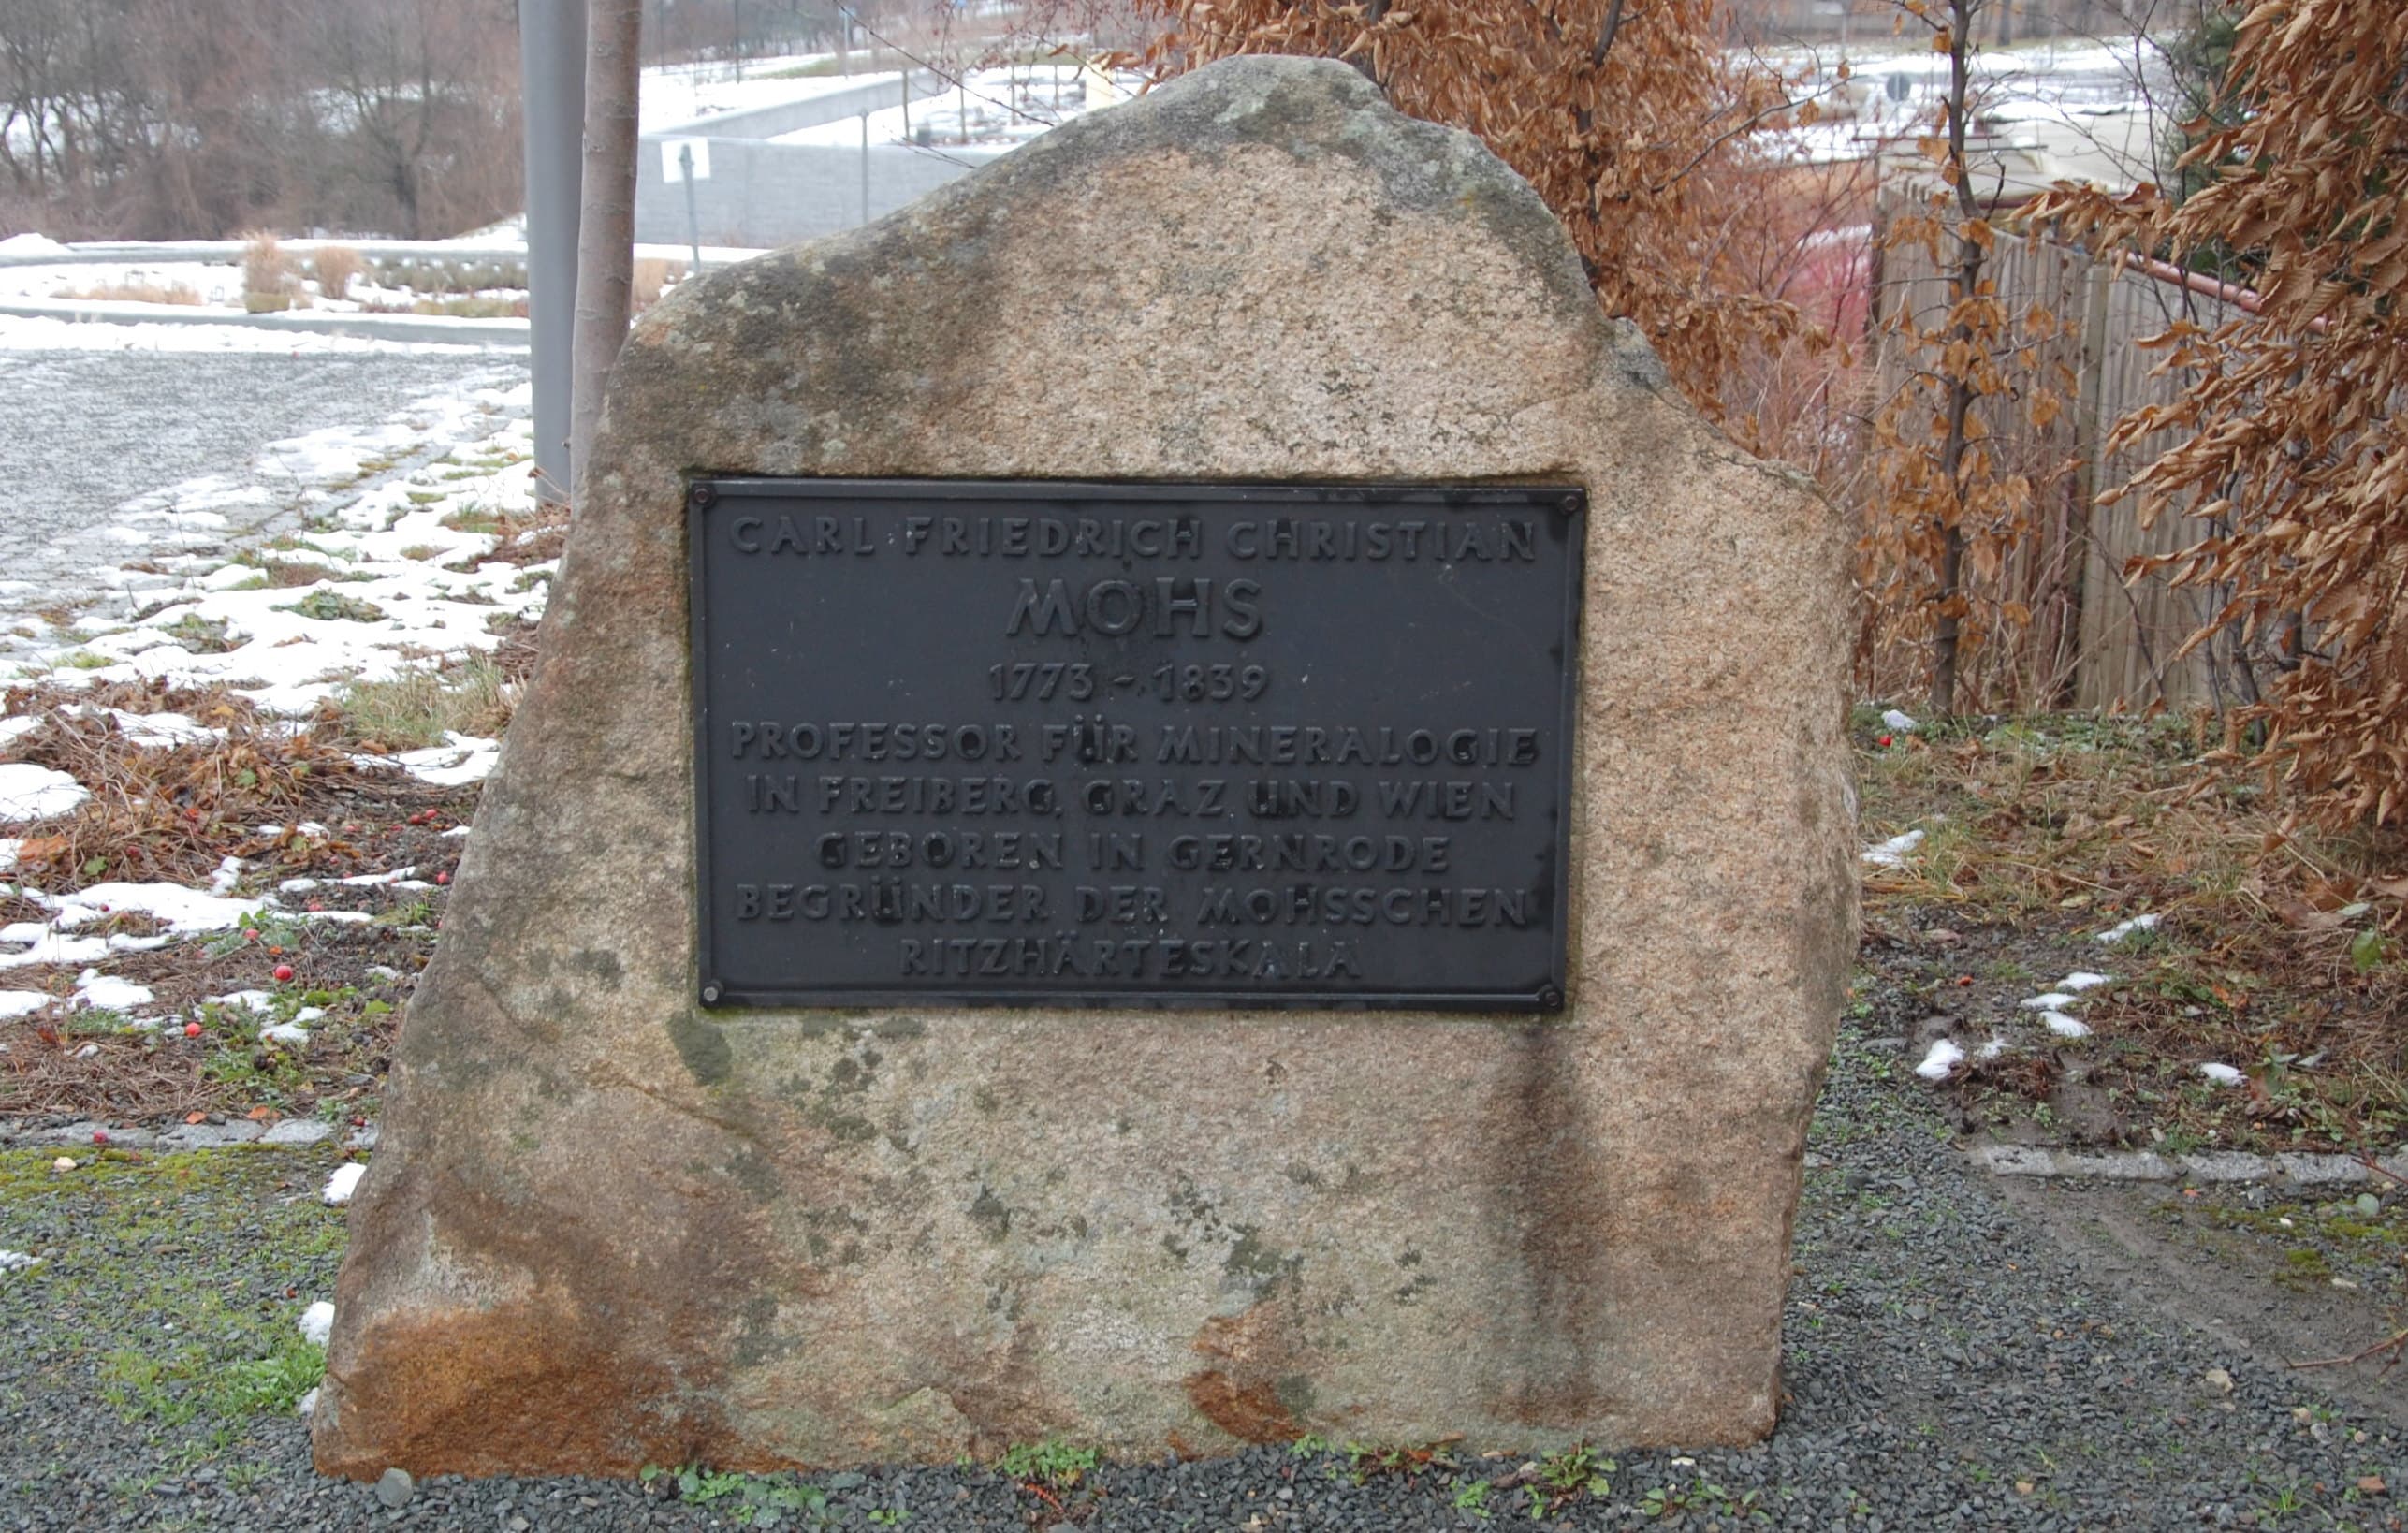 CARL FRIEDRICH CHRISTIAN
MOHS
1773 - 1839
PROFESSOR FÜR MINERALOGIE
IN FREIBERG, GRAZ UND WIEN
GEBOREN IN GERNRODE
BEGRÜNDER DER MOHSSCHEN
RITZHÄRTESKALA